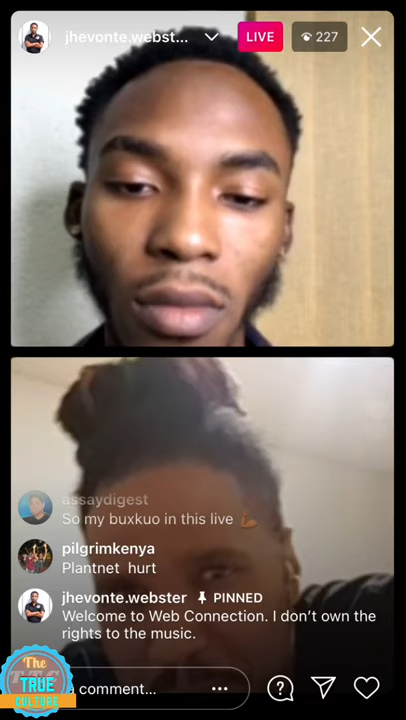 jhevonte.webst...
LIVE
227
assaydigest
So my buxkuo in this live
pilgrimkenya
Plantnet hurt
jhevonte.webster PINNED
Welcome to Web Connection. I don't own the
rights to the music.
The
TRUE
CULTURE
a comment...